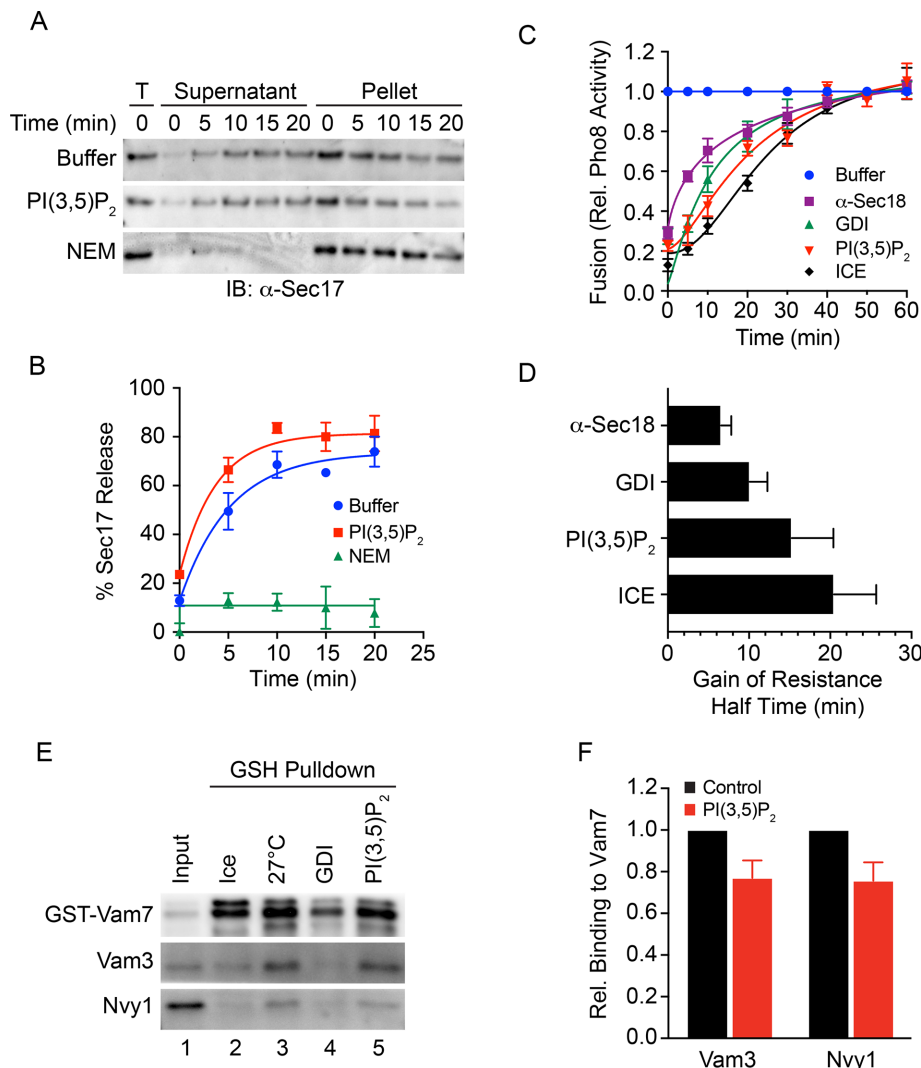 A
T Supernatant Pellet
Time (min) 0 0 5 10 15 20 0 5 10 15 20
Buffer
PI(3,5)P₂
NEM
IB: α-Sec17
B
% Sec17 Release
100
80
60
40
20
0
Buffer
PI(3,5)P₂
NEM
0 5 10 15 20 25
Time (min)
C
Fusion (Rel. Pho8 Activity)
1.2
1.0
0.8
0.6
0.4
0.2
0.0
Buffer
α-Sec18
GDI
PI(3,5)P₂
ICE
0 10 20 30 40 50 60
Time (min)
D
α-Sec18
GDI
PI(3,5)P₂
ICE
0 10 20 30
Gain of Resistance
Half Time (min)
E
GSH Pulldown
Input Ice 27°C GDI PI(3,5)P₂
GST-Vam7
Vam3
Nvy1
1 2 3 4 5
F
Rel. Binding to Vam7
1.2
1.0
0.8
0.6
0.4
0.2
0.0
Control
PI(3,5)P₂
Vam3 Nvy1